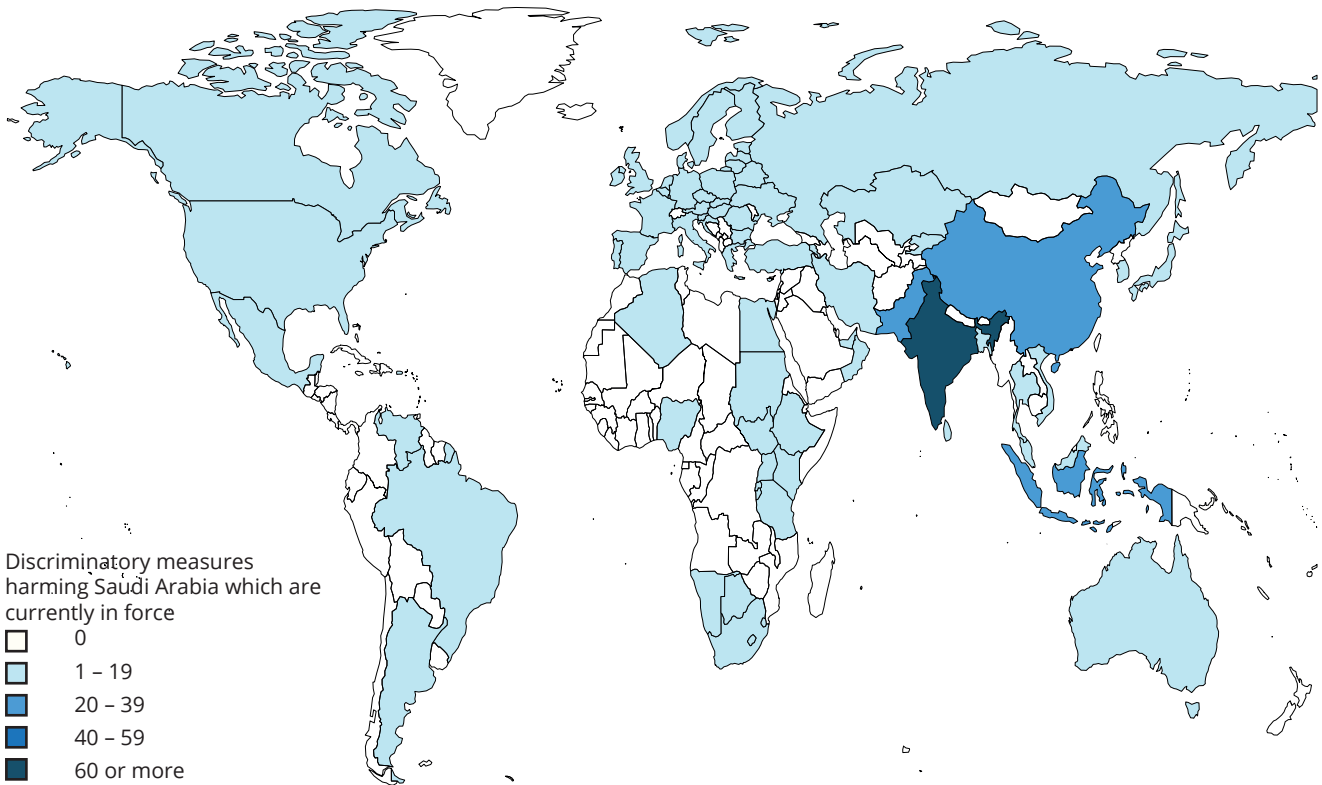 Discriminatory measures
harming Saudi Arabia which are
currently in force
0
1 – 19
20 – 39
40 – 59
60 or more